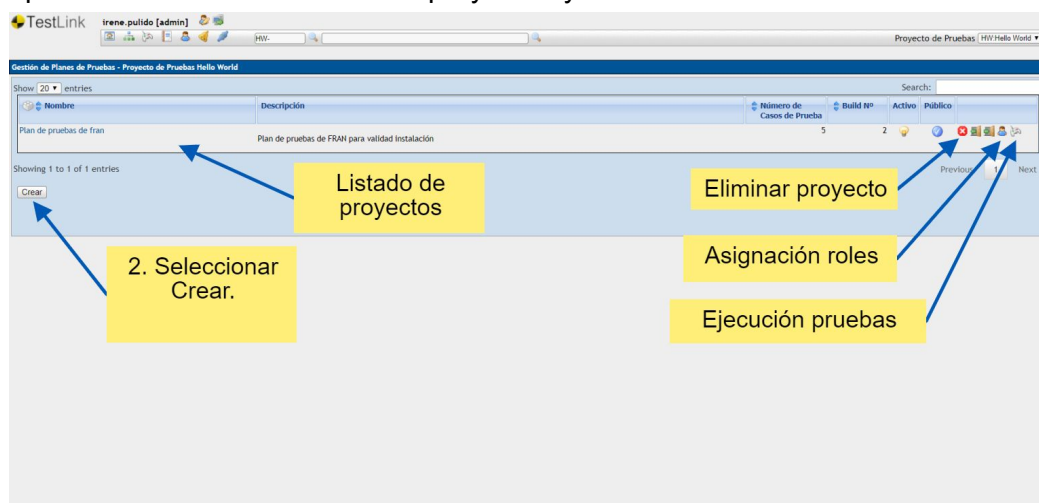 TestLink irene.pulido [admin]
HW-
Proyecto de Pruebas HW:Hello World
Gestión de Planes de Pruebas - Proyecto de Pruebas Hello World
Show 20 entries
Search:
Nombre Descripción Número de Casos de Prueba Build Nº Activo Público
Plan de pruebas de fran Plan de pruebas de FRAN para validad instalación 5 2
Showing 1 to 1 of 1 entries
Previous 1 Next
Crear
Listado de
proyectos
Eliminar proyecto
2. Seleccionar
Crear.
Asignación roles
Ejecución pruebas